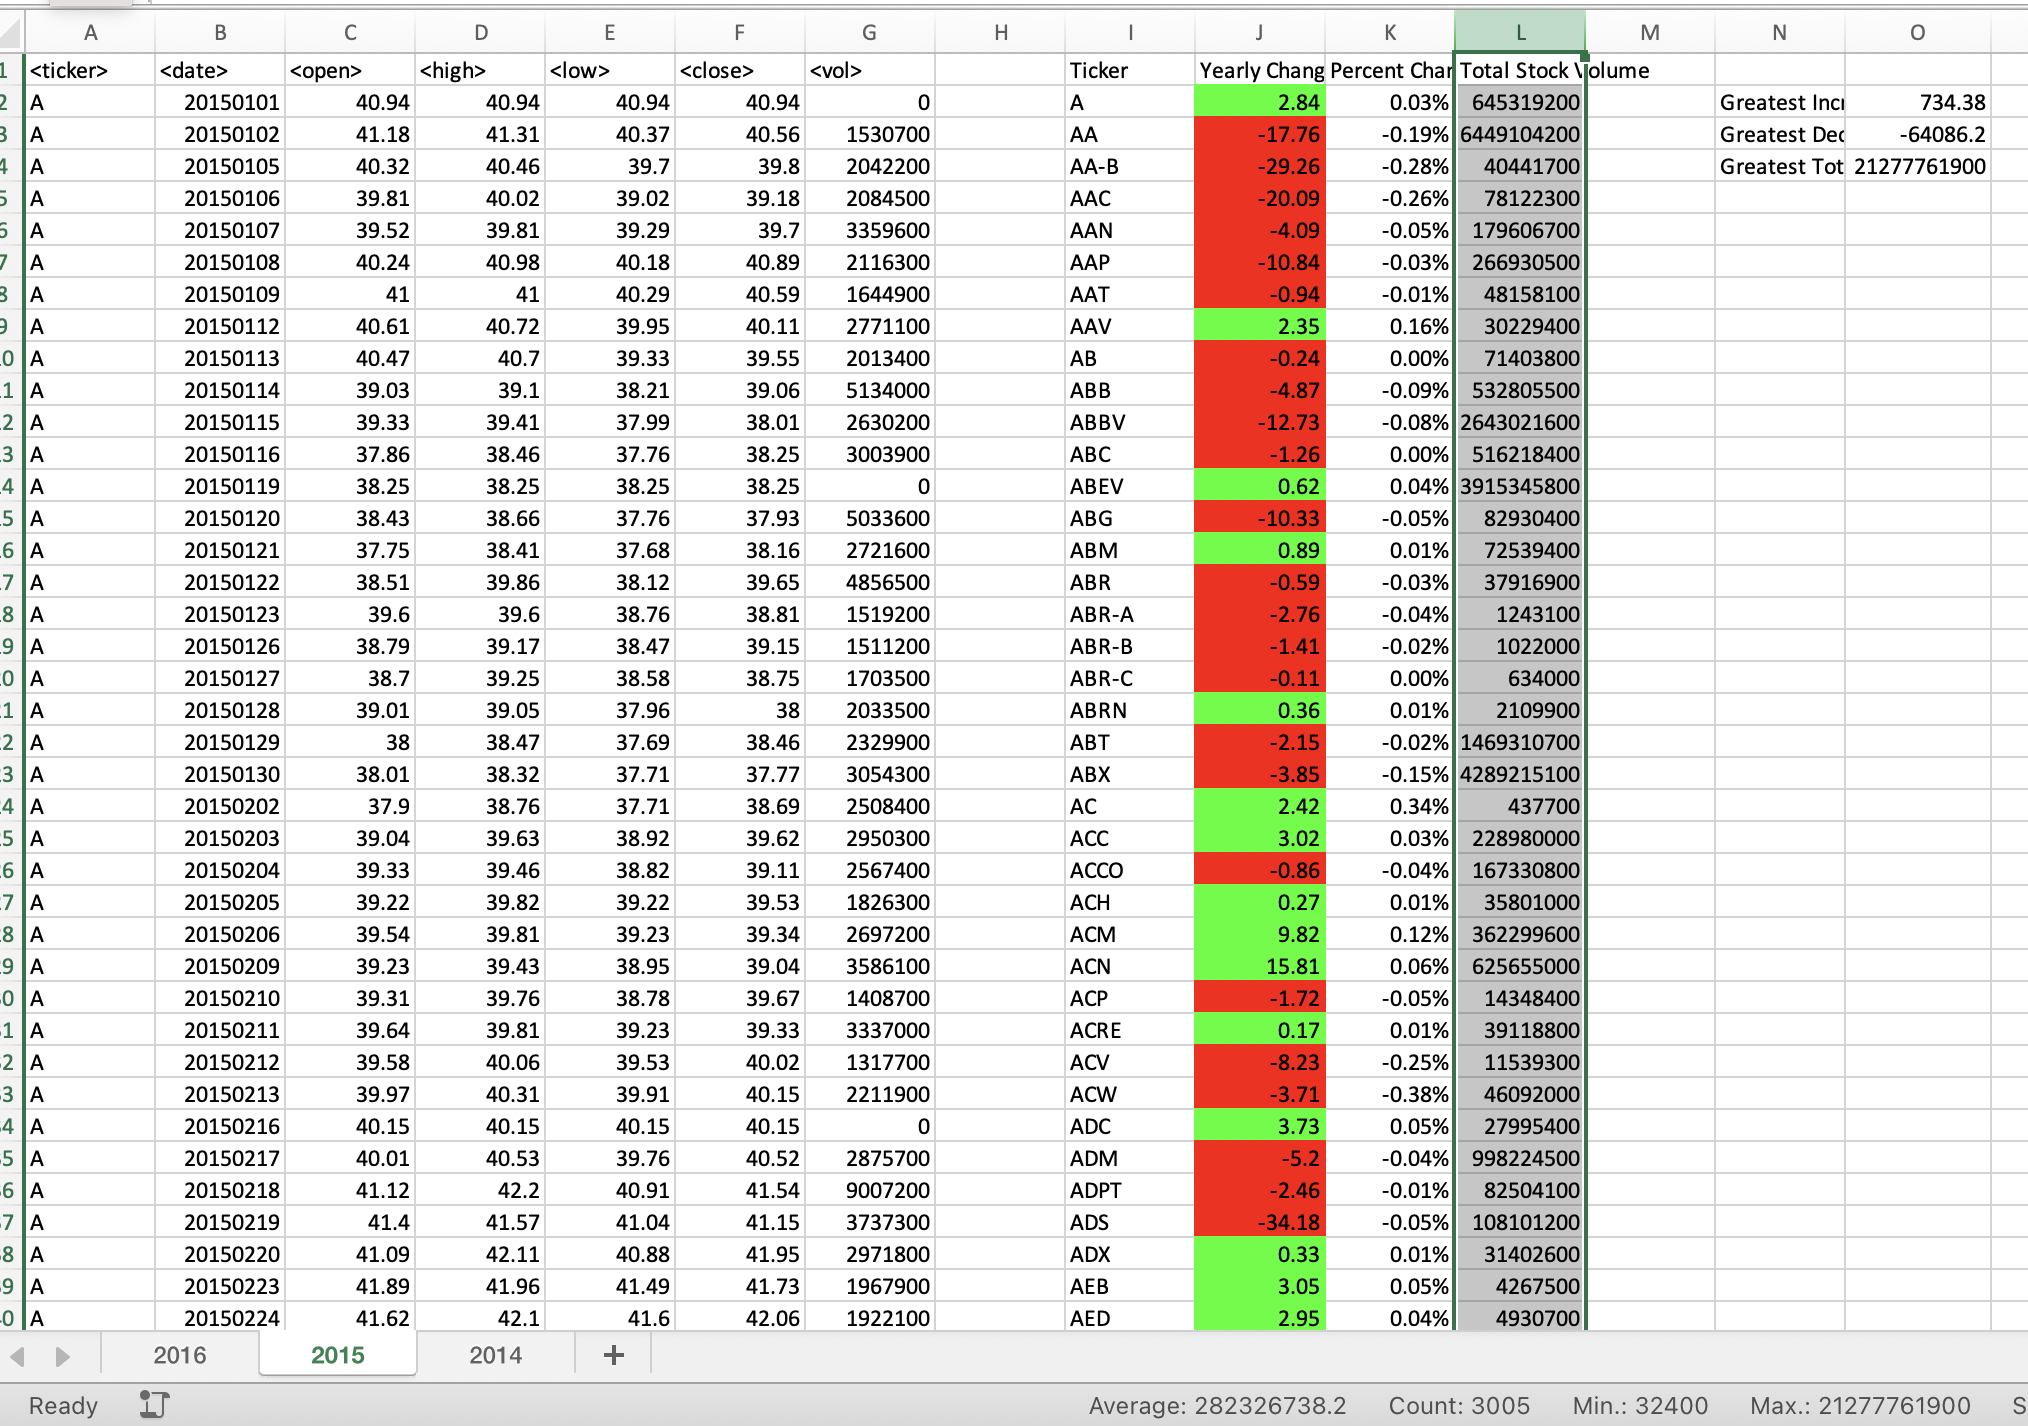 A B C D E F G H I J K L M N O
1 <ticker> <date> <open> <high> <low> <close> <vol> Ticker Yearly Chang Percent Char Total Stock Volume
2 A 20150101 40.94 40.94 40.94 40.94 0 A 2.84 0.03% 645319200 Greatest Incr 734.38
3 A 20150102 41.18 41.31 40.37 40.56 1530700 AA -17.76 -0.19% 6449104200 Greatest Dec -64086.2
4 A 20150105 40.32 40.46 39.7 39.8 2042200 AA-B -29.26 -0.28% 40441700 Greatest Tot 21277761900
5 A 20150106 39.81 40.02 39.02 39.18 2084500 AAC -20.09 -0.26% 78122300
6 A 20150107 39.52 39.81 39.29 39.7 3359600 AAN -4.09 -0.05% 179606700
7 A 20150108 40.24 40.98 40.18 40.89 2116300 AAP -10.84 -0.03% 266930500
8 A 20150109 41 41 40.29 40.59 1644900 AAT -0.94 -0.01% 48158100
9 A 20150112 40.61 40.72 39.95 40.11 2771100 AAV 2.35 0.16% 30229400
0 A 20150113 40.47 40.7 39.33 39.55 2013400 AB -0.24 0.00% 71403800
1 A 20150114 39.03 39.1 38.21 39.06 5134000 ABB -4.87 -0.09% 532805500
2 A 20150115 39.33 39.41 37.99 38.01 2630200 ABBV -12.73 -0.08% 2643021600
3 A 20150116 37.86 38.46 37.76 38.25 3003900 ABC -1.26 0.00% 516218400
4 A 20150119 38.25 38.25 38.25 38.25 0 ABEV 0.62 0.04% 3915345800
5 A 20150120 38.43 38.66 37.76 37.93 5033600 ABG -10.33 -0.05% 82930400
6 A 20150121 37.75 38.41 37.68 38.16 2721600 ABM 0.89 0.01% 72539400
7 A 20150122 38.51 39.86 38.12 39.65 4856500 ABR -0.59 -0.03% 37916900
8 A 20150123 39.6 39.6 38.76 38.81 1519200 ABR-A -2.76 -0.04% 1243100
9 A 20150126 38.79 39.17 38.47 39.15 1511200 ABR-B -1.41 -0.02% 1022000
0 A 20150127 38.7 39.25 38.58 38.75 1703500 ABR-C -0.11 0.00% 634000
1 A 20150128 39.01 39.05 37.96 38 2033500 ABRN 0.36 0.01% 2109900
2 A 20150129 38 38.47 37.69 38.46 2329900 ABT -2.15 -0.02% 1469310700
3 A 20150130 38.01 38.32 37.71 37.77 3054300 ABX -3.85 -0.15% 4289215100
4 A 20150202 37.9 38.76 37.71 38.69 2508400 AC 2.42 0.34% 437700
5 A 20150203 39.04 39.63 38.92 39.62 2950300 ACC 3.02 0.03% 228980000
6 A 20150204 39.33 39.46 38.82 39.11 2567400 ACCO -0.86 -0.04% 167330800
7 A 20150205 39.22 39.82 39.22 39.53 1826300 ACH 0.27 0.01% 35801000
8 A 20150206 39.54 39.81 39.23 39.34 2697200 ACM 9.82 0.12% 362299600
9 A 20150209 39.23 39.43 38.95 39.04 3586100 ACN 15.81 0.06% 625655000
0 A 20150210 39.31 39.76 38.78 39.67 1408700 ACP -1.72 -0.05% 14348400
1 A 20150211 39.64 39.81 39.23 39.33 3337000 ACRE 0.17 0.01% 39118800
2 A 20150212 39.58 40.06 39.53 40.02 1317700 ACV -8.23 -0.25% 11539300
3 A 20150213 39.97 40.31 39.91 40.15 2211900 ACW -3.71 -0.38% 46092000
4 A 20150216 40.15 40.15 40.15 40.15 0 ADC 3.73 0.05% 27995400
5 A 20150217 40.01 40.53 39.76 40.52 2875700 ADM -5.2 -0.04% 998224500
6 A 20150218 41.12 42.2 40.91 41.54 9007200 ADPT -2.46 -0.01% 82504100
7 A 20150219 41.4 41.57 41.04 41.15 3737300 ADS -34.18 -0.05% 108101200
8 A 20150220 41.09 42.11 40.88 41.95 2971800 ADX 0.33 0.01% 31402600
9 A 20150223 41.89 41.96 41.49 41.73 1967900 AEB 3.05 0.05% 4267500
0 A 20150224 41.62 42.1 41.6 42.06 1922100 AED 2.95 0.04% 4930700
2016 2015 2014 +
Ready Average: 282326738.2 Count: 3005 Min.: 32400 Max.: 21277761900 S